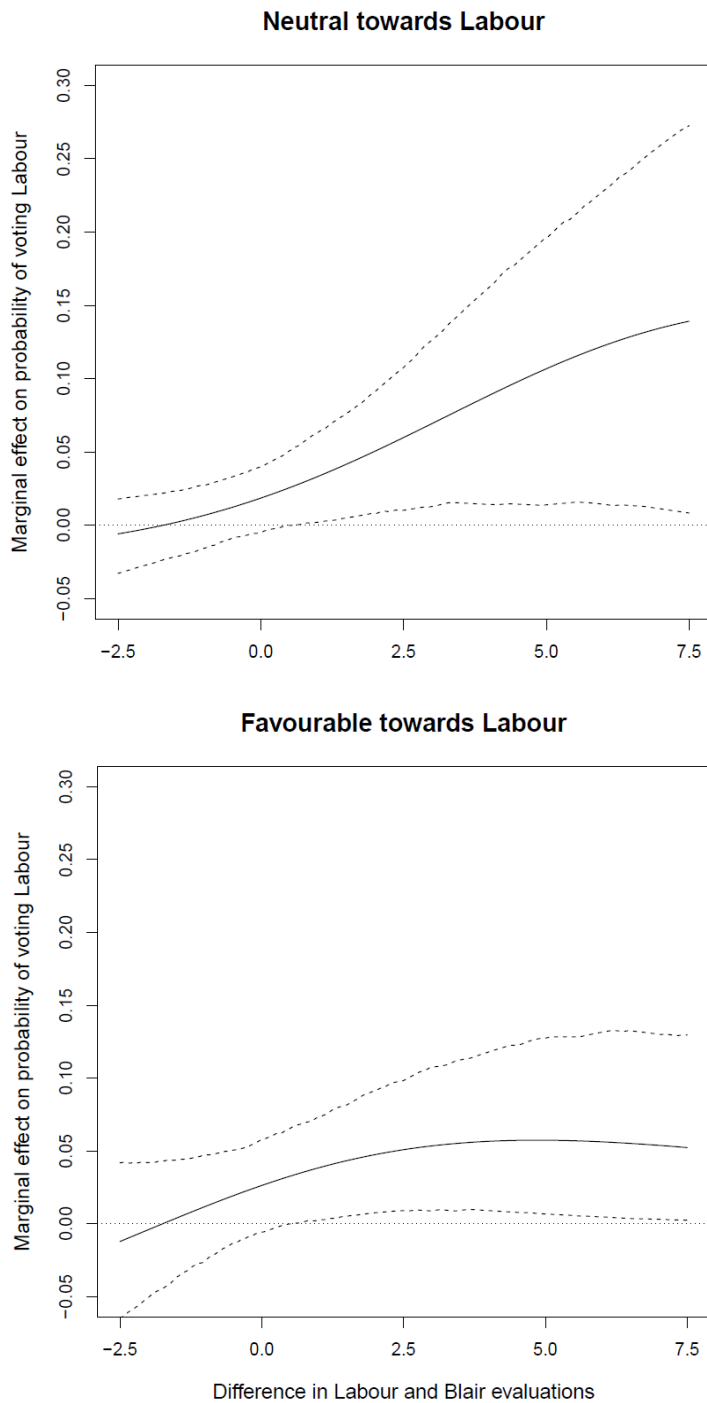 Neutral towards Labour
Marginal effect on probability of voting Labour
0.30
0.25
0.20
0.15
0.10
0.05
0.00
−0.05
−2.5 0.0 2.5 5.0 7.5
Favourable towards Labour
Marginal effect on probability of voting Labour
0.30
0.25
0.20
0.15
0.10
0.05
0.00
−0.05
−2.5 0.0 2.5 5.0 7.5
Difference in Labour and Blair evaluations